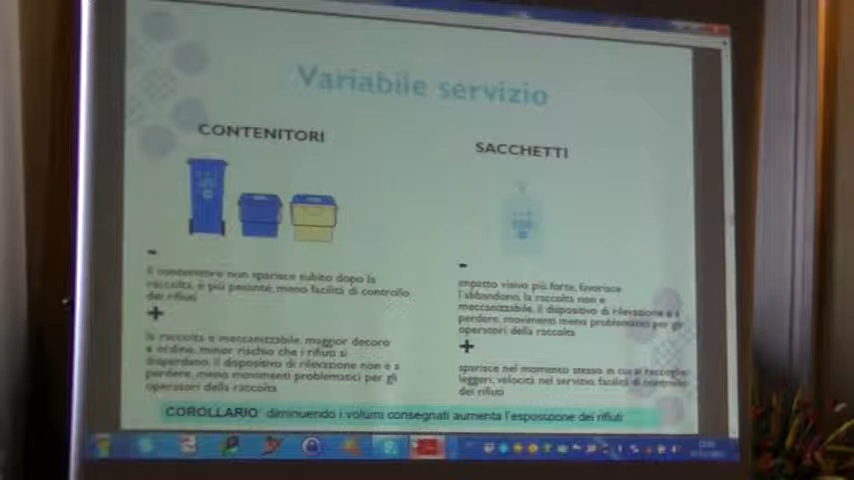 Variabile servizio
CONTENITORI
-
il contenitore non sparisce subito dopo la
raccolta, è più pesante, meno facilità di controllo
dei rifiuti
+
la raccolta è meccanizzabile, maggior decoro
e ordine, minor rischio che i rifiuti si
disperdano, il dispositivo di rilevazione non è a
perdere, meno movimenti problematici per gli
operatori della raccolta
SACCHETTI
-
impatto visivo più forte, favorisce
l'abbandono, la raccolta non è
meccanizzabile, il dispositivo di rilevazione è a
perdere, movimenti meno problematici per gli
operatori della raccolta
+
sparisce nel momento stesso in cui si raccoglie,
leggeri, velocità nel servizio, facilità di controllo
dei rifiuti
COROLLARIO: diminuendo i volumi consegnati aumenta l'esposizione dei rifiuti